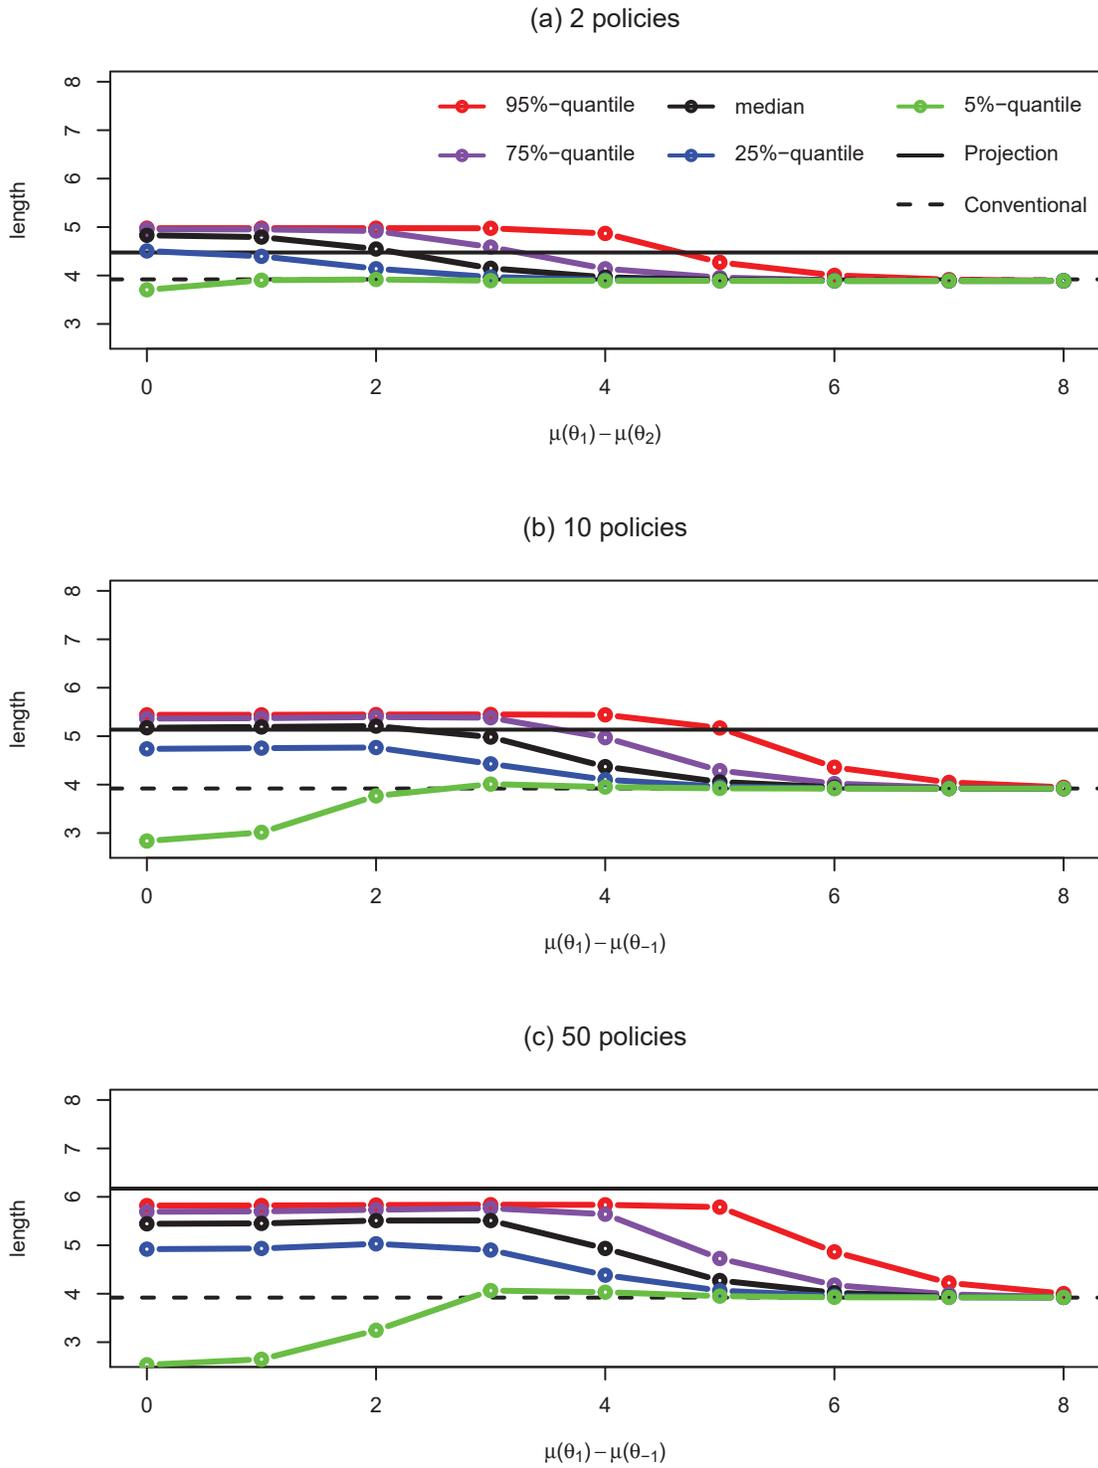 (a) 2 policies
8
7
6
5
4
3
length
95%−quantile median 5%−quantile
75%−quantile 25%−quantile Projection
Conventional
0 2 4 6 8
μ(θ1)−μ(θ2)
(b) 10 policies
8
7
6
5
4
3
length
0 2 4 6 8
μ(θ1)−μ(θ−1)
(c) 50 policies
8
7
6
5
4
3
length
0 2 4 6 8
μ(θ1)−μ(θ−1)